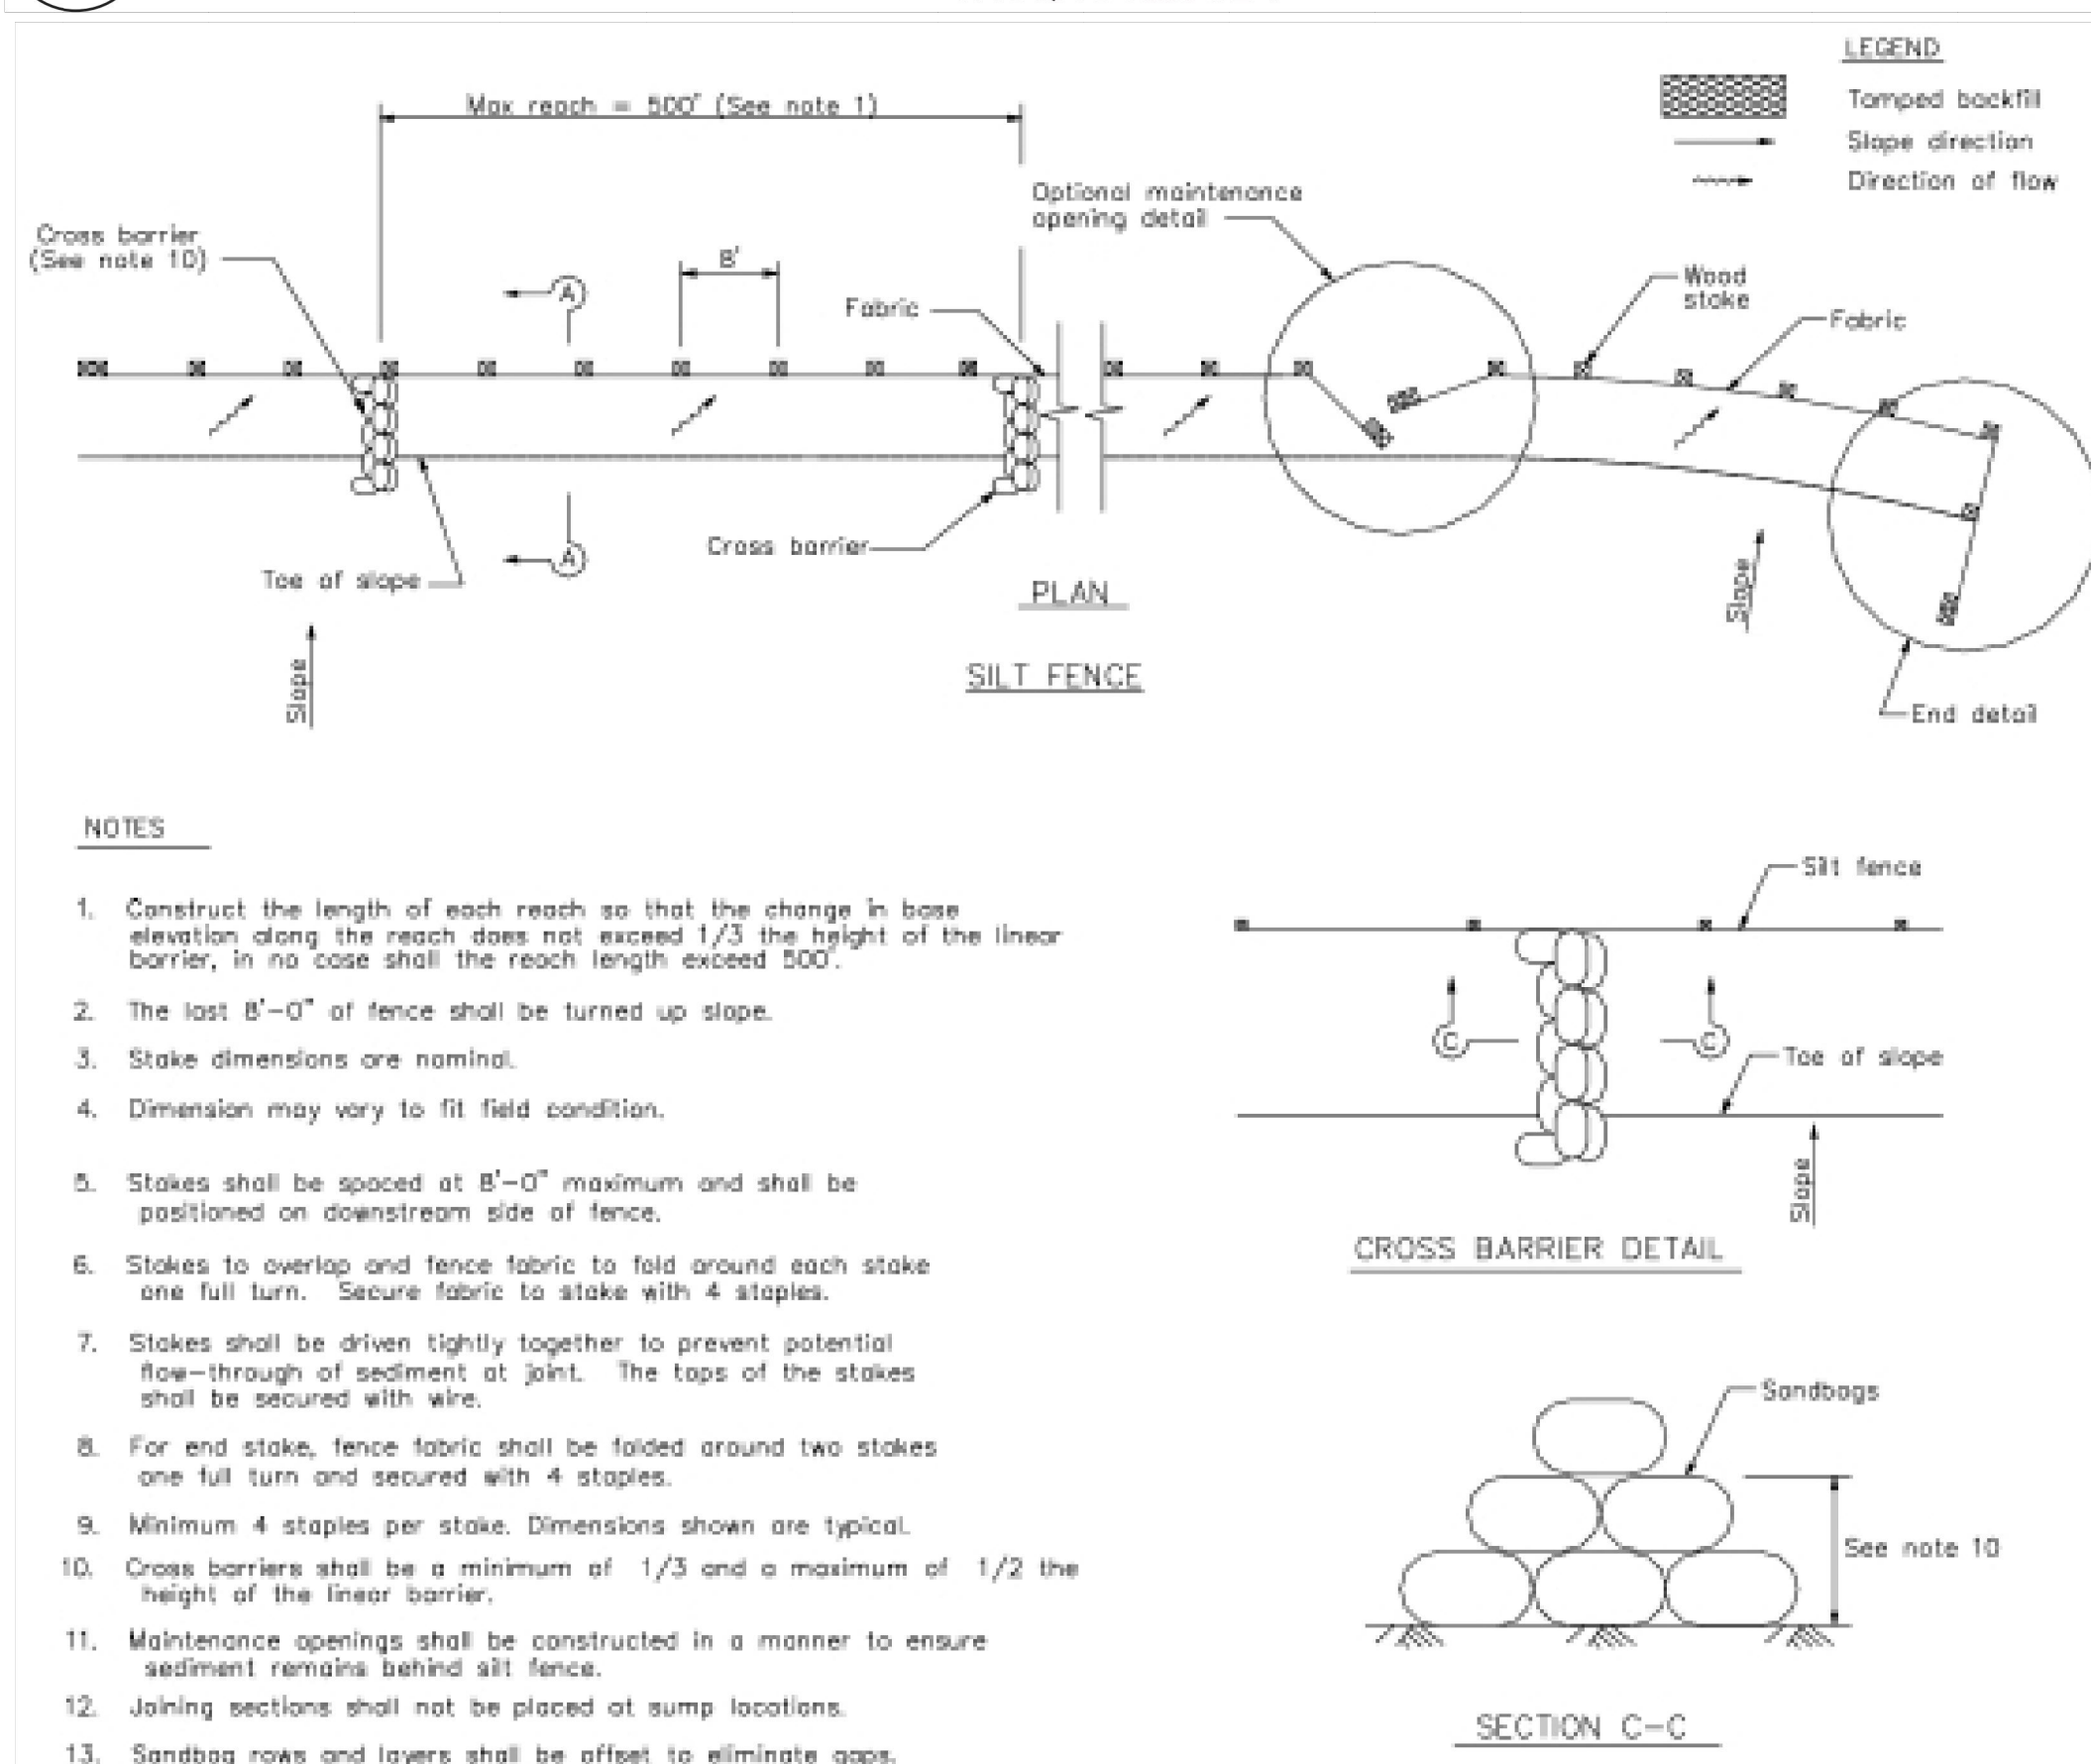 LEGEND
Tamped backfill
Slope direction
Direction of flow
Max reach = 500' (See note 1)
Optional maintenance
opening detail
Cross barrier
(See note 10)
8'
A
Fabric
Wood
stake
Fabric
Cross barrier
A
Toe of slope
PLAN
Slope
Slope
SILT FENCE
End detail
NOTES
1. Construct the length of each reach so that the change in base
elevation along the reach does not exceed 1/3 the height of the linear
barrier, in no case shall the reach length exceed 500'.
2. The last 8'-0" of fence shall be turned up slope.
3. Stake dimensions are nominal.
4. Dimension may vary to fit field condition.
5. Stakes shall be spaced at 8'-0" maximum and shall be
positioned on downstream side of fence.
6. Stakes to overlap and fence fabric to fold around each stake
one full turn. Secure fabric to stake with 4 staples.
7. Stakes shall be driven tightly together to prevent potential
flow-through of sediment at joint. The tops of the stakes
shall be secured with wire.
8. For end stake, fence fabric shall be folded around two stakes
one full turn and secured with 4 staples.
9. Minimum 4 staples per stake. Dimensions shown are typical.
10. Cross barriers shall be a minimum of 1/3 and a maximum of 1/2 the
height of the linear barrier.
11. Maintenance openings shall be constructed in a manner to ensure
sediment remains behind silt fence.
12. Joining sections shall not be placed at sump locations.
13. Sandbag rows and layers shall be offset to eliminate gaps.
Silt fence
C
C
Toe of slope
Slope
CROSS BARRIER DETAIL
Sandbags
See note 10
SECTION C-C